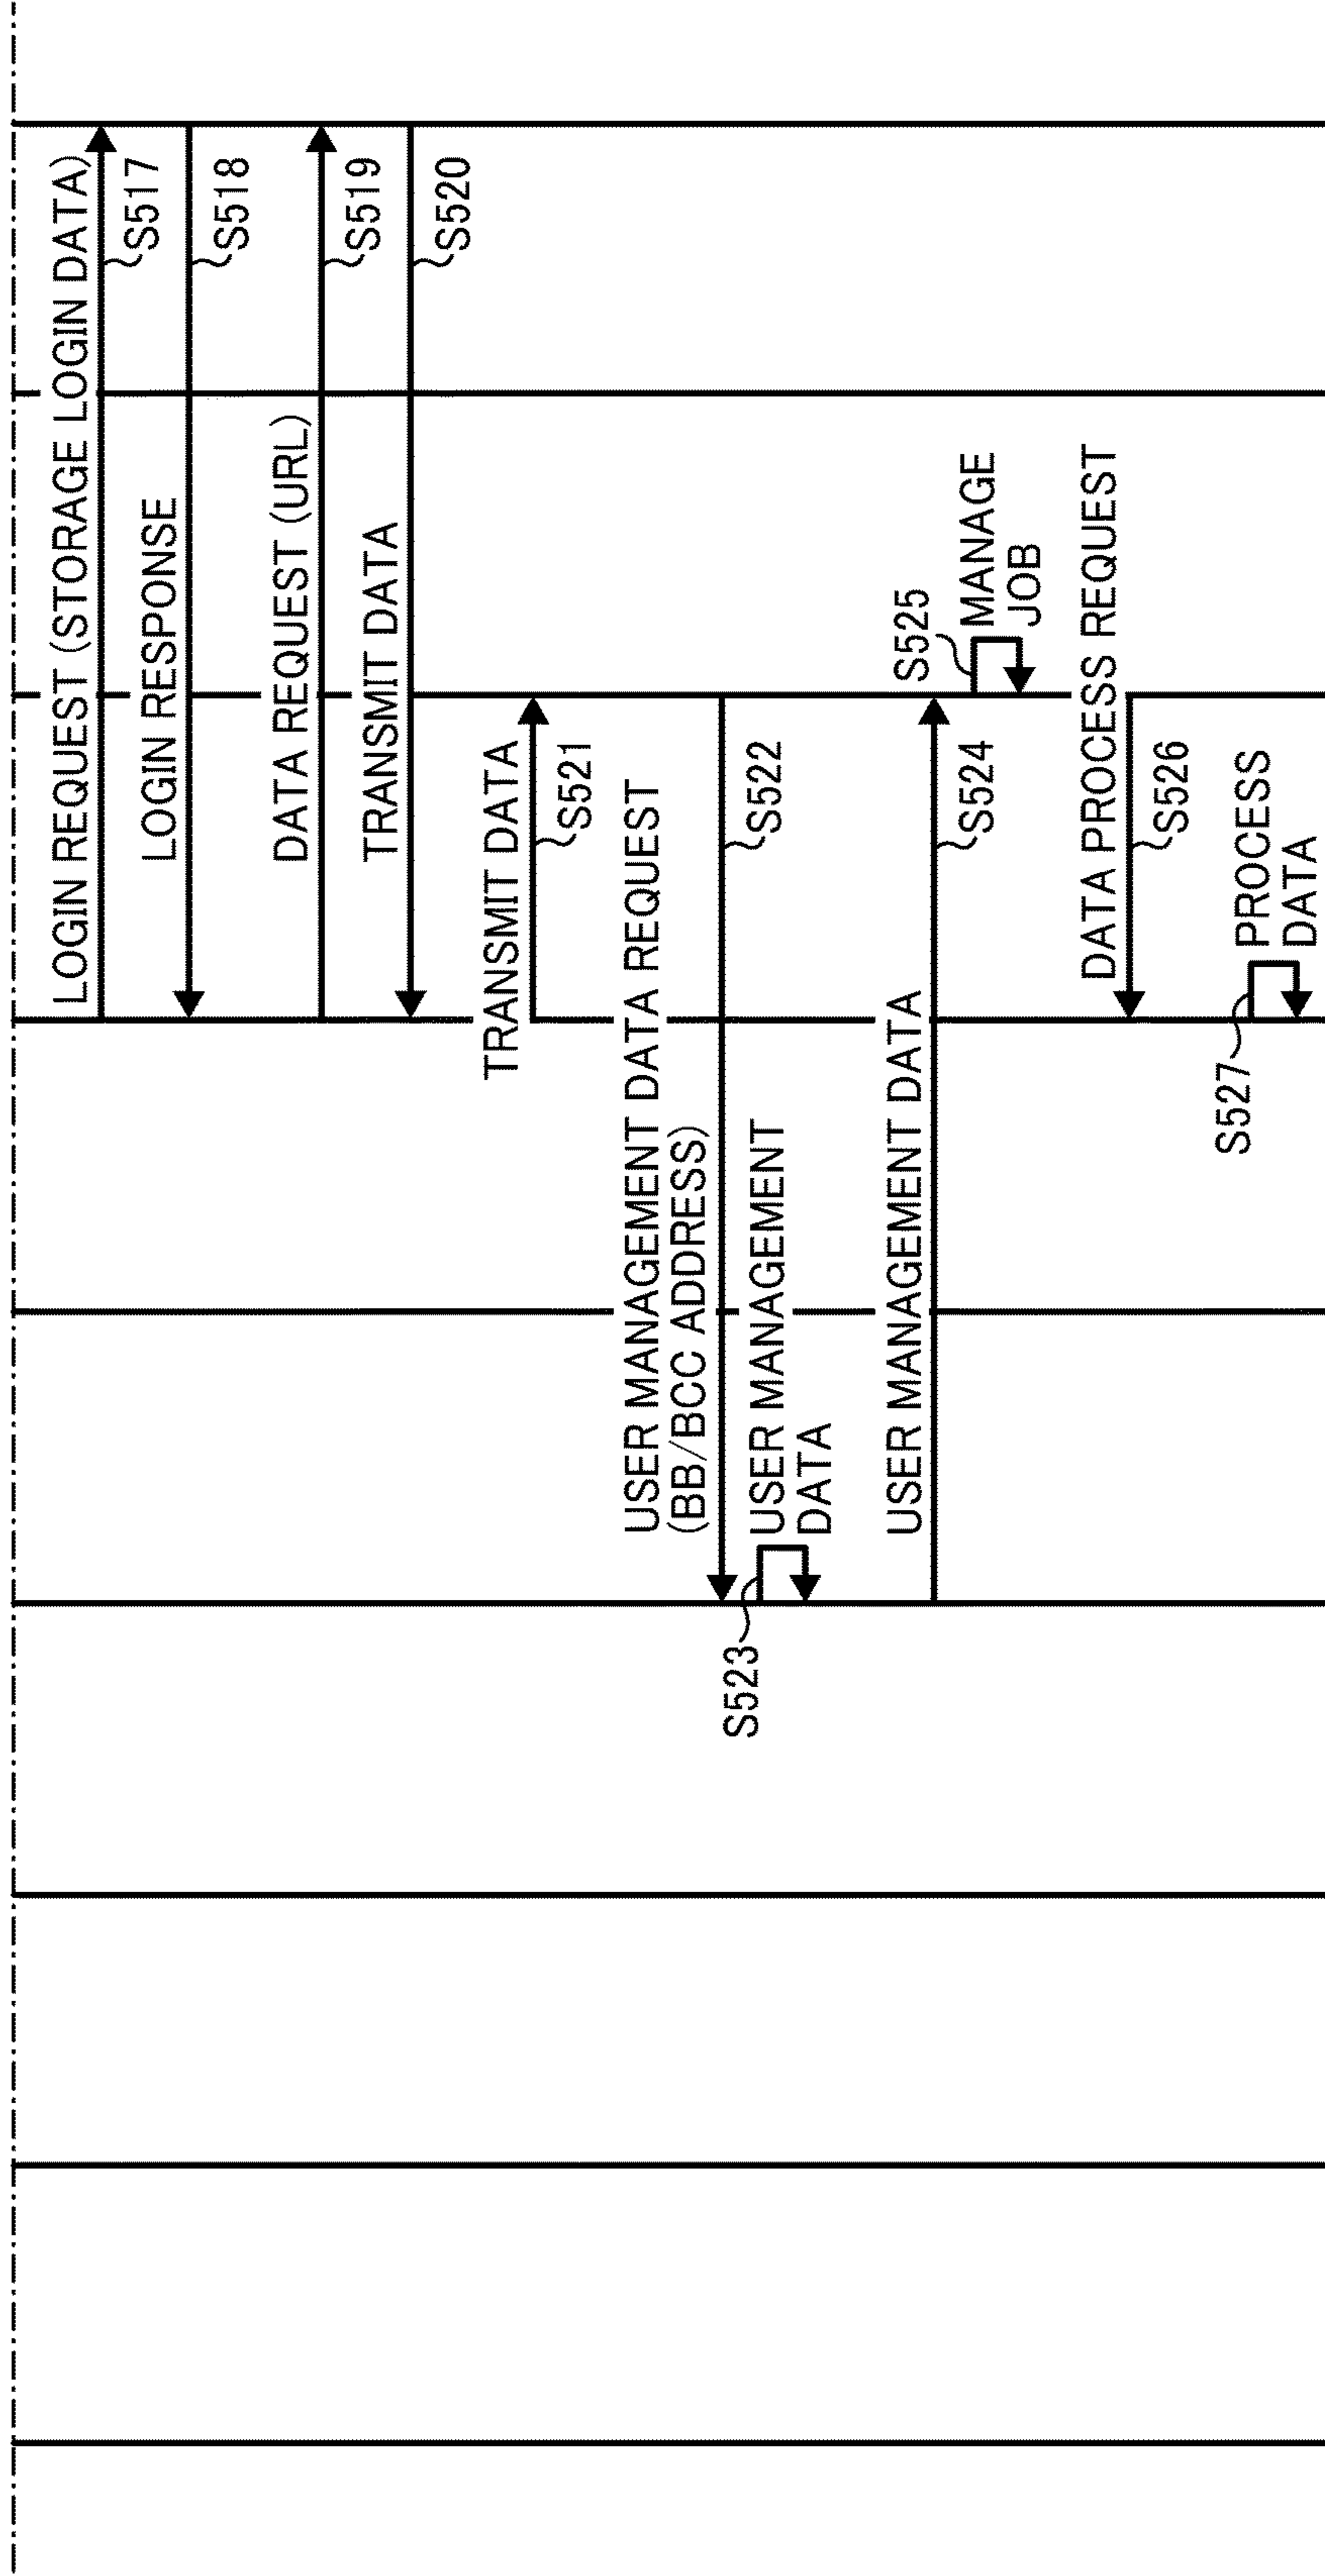 LOGIN REQUEST (STORAGE LOGIN DATA)
S517
LOGIN RESPONSE
S518
DATA REQUEST (URL)
S519
TRANSMIT DATA
S520
TRANSMIT DATA
S521
USER MANAGEMENT DATA REQUEST
(BB/BCC ADDRESS)
S522
S523
USER MANAGEMENT
DATA
USER MANAGEMENT DATA
S524
S525
MANAGE
JOB
DATA PROCESS REQUEST
S526
S527
PROCESS
DATA